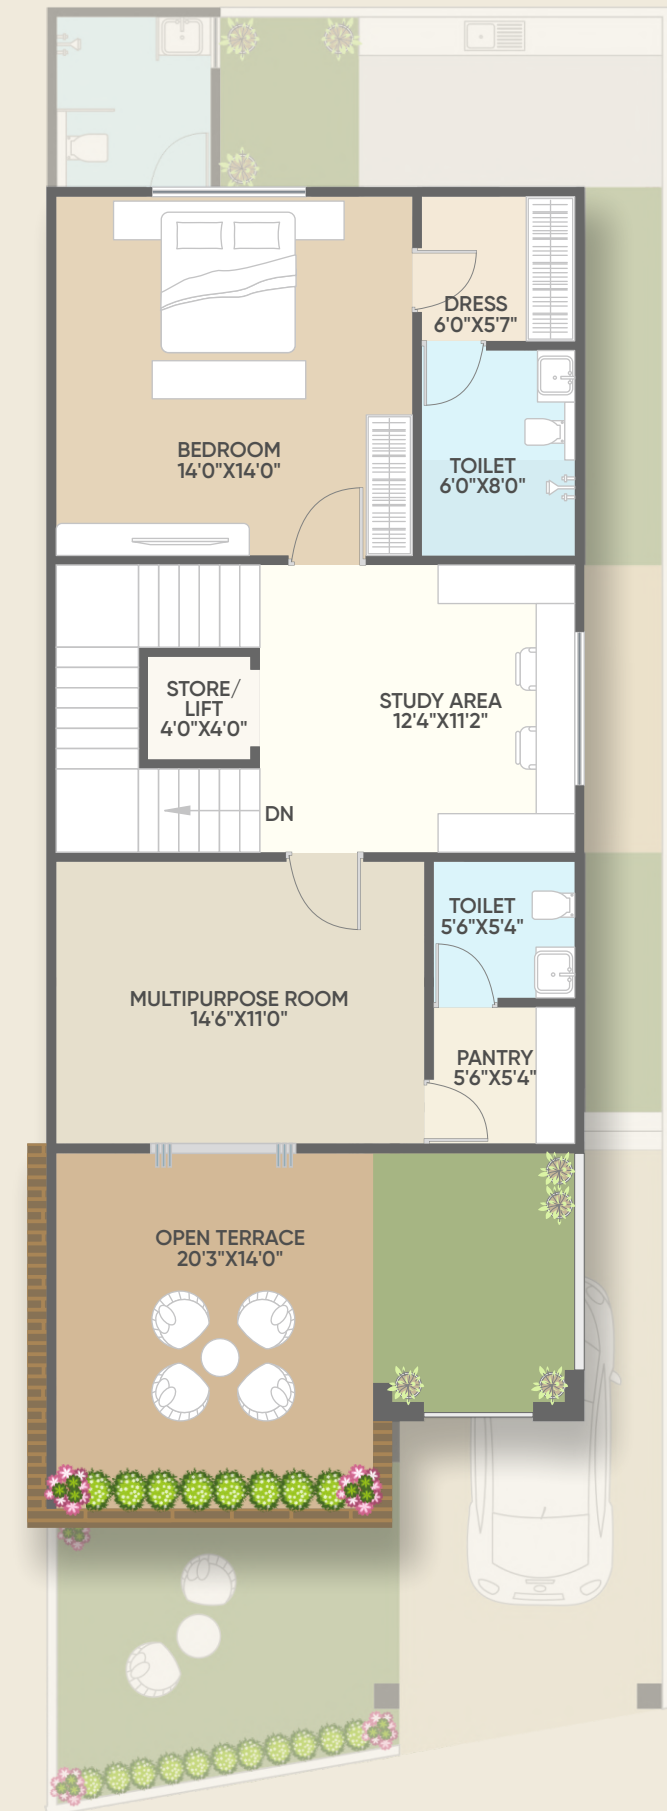 DRESS
6'0"X5'7"
BEDROOM
14'0"X14'0"
TOILET
6'0"X8'0"
STORE/
LIFT
4'0"X4'0"
STUDY AREA
12'4"X11'2"
DN
TOILET
5'6"X5'4"
MULTIPURPOSE ROOM
14'6"X11'0"
PANTRY
5'6"X5'4"
OPEN TERRACE
20'3"X14'0"